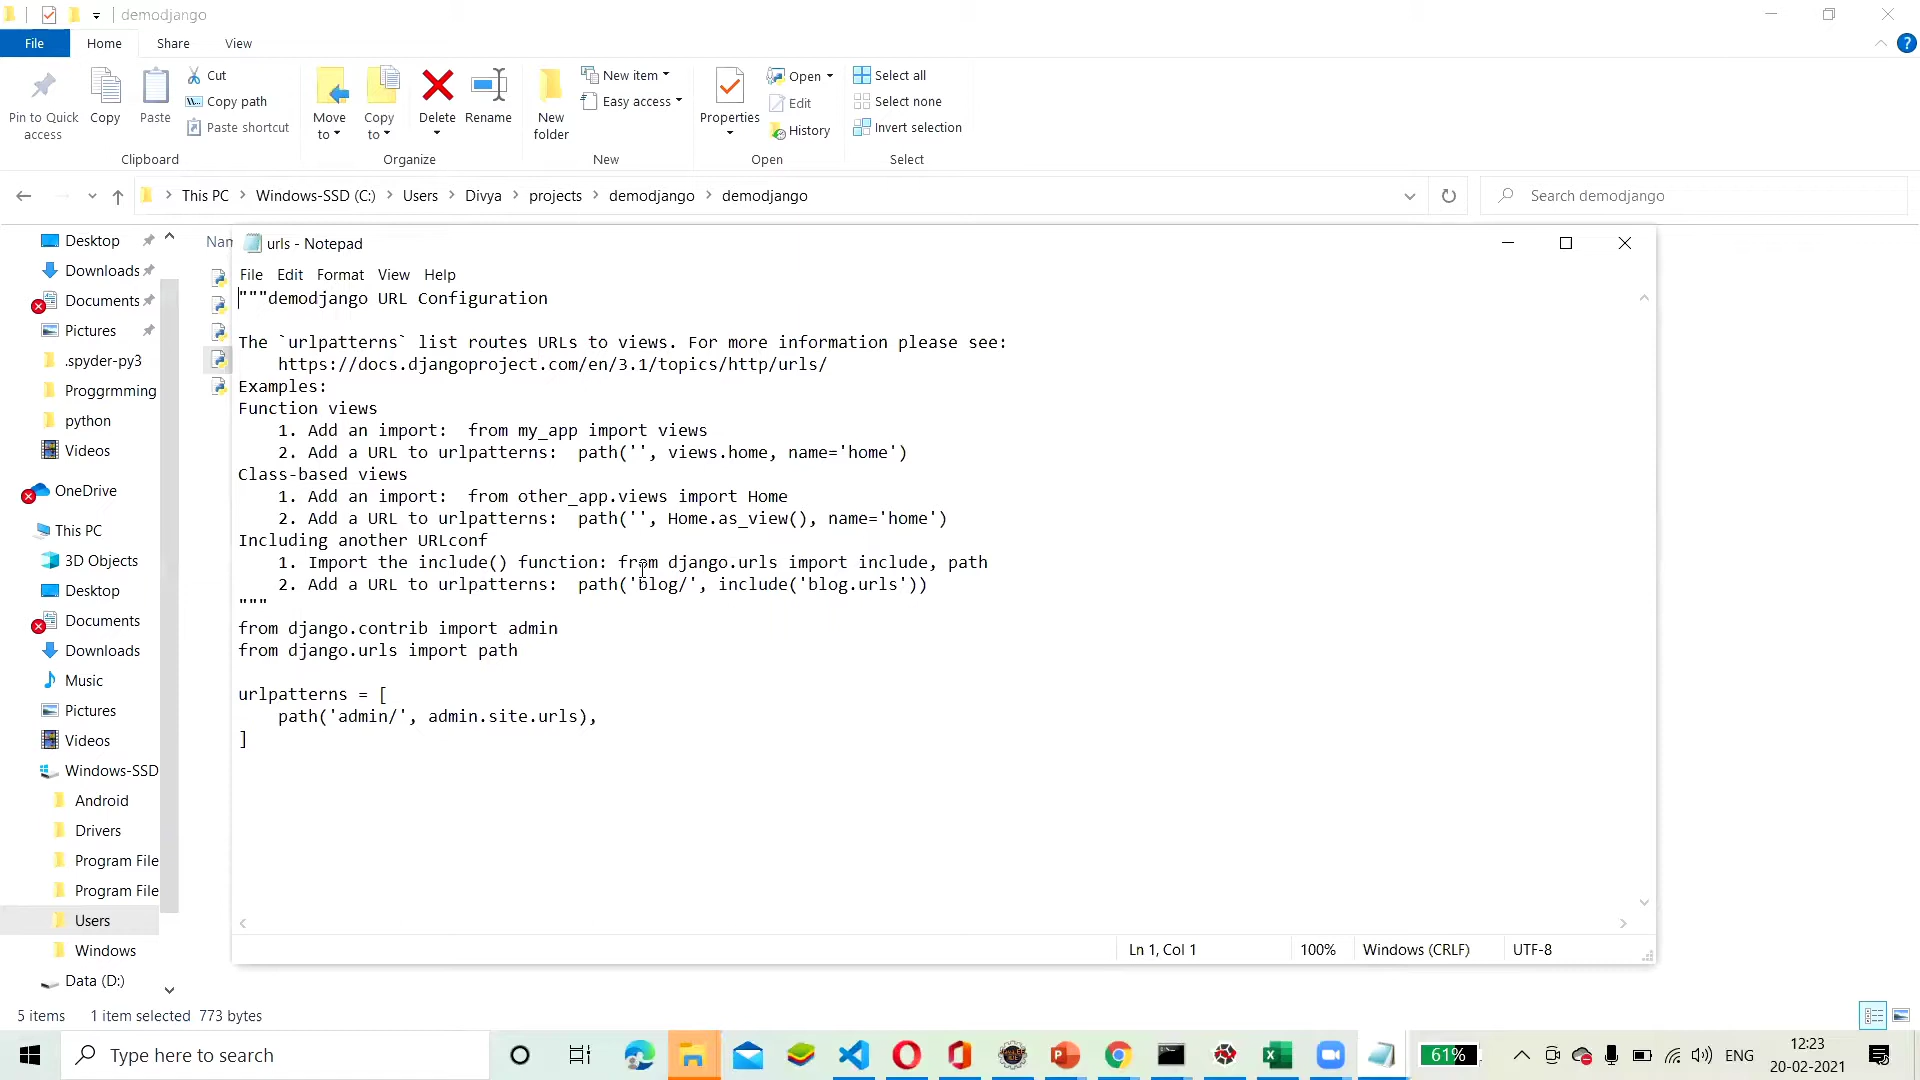 demodjango
File
Home
Share
View
Pin to Quick access
Copy
Paste
Cut
Copy path
Paste shortcut
Clipboard
Move to
Copy to
Delete
Rename
Organize
New folder
New item
Easy access
New
Properties
Open
Edit
History
Open
Select all
Select none
Invert selection
Select
This PC > Windows-SSD (C:) > Users > Divya > projects > demodjango > demodjango
Search demodjango
Desktop
Downloads
Documents
Pictures
.spyder-py3
Proggrmming
python
Videos
OneDrive
This PC
3D Objects
Desktop
Documents
Downloads
Music
Pictures
Videos
Windows-SSD
Android
Drivers
Program File
Program File
Users
Windows
Data (D:)
urls - Notepad
File Edit Format View Help
"""demodjango URL Configuration
The `urlpatterns` list routes URLs to views. For more information please see:
https://docs.djangoproject.com/en/3.1/topics/http/urls/
Examples:
Function views
1. Add an import:  from my_app import views
2. Add a URL to urlpatterns:  path('', views.home, name='home')
Class-based views
1. Add an import:  from other_app.views import Home
2. Add a URL to urlpatterns:  path('', Home.as_view(), name='home')
Including another URLconf
1. Import the include() function: from django.urls import include, path
2. Add a URL to urlpatterns:  path('blog/', include('blog.urls'))
"""
from django.contrib import admin
from django.urls import path
urlpatterns = [
path('admin/', admin.site.urls),
]
Ln 1, Col 1
100%
Windows (CRLF)
UTF-8
5 items
1 item selected 773 bytes
Type here to search
61%
ENG
12:23
20-02-2021